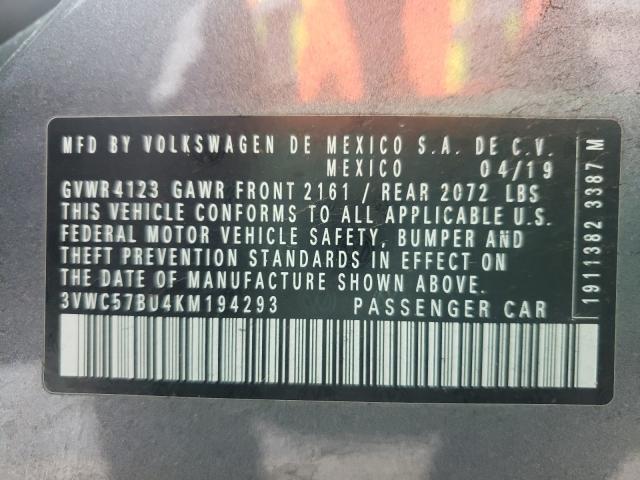 MFD BY VOLKSWAGEN DE MEXICO S.A. DE C.V.
MEXICO 04/19
GVWR 4123 GAWR FRONT 2161 / REAR 2072 LBS
THIS VEHICLE CONFORMS TO ALL APPLICABLE U.S.
FEDERAL MOTOR VEHICLE SAFETY, BUMPER AND
THEFT PREVENTION STANDARDS IN EFFECT ON
THE DATE OF MANUFACTURE SHOWN ABOVE.
3VWC57BU4KM194293 PASSENGER CAR
1911382 3387 M